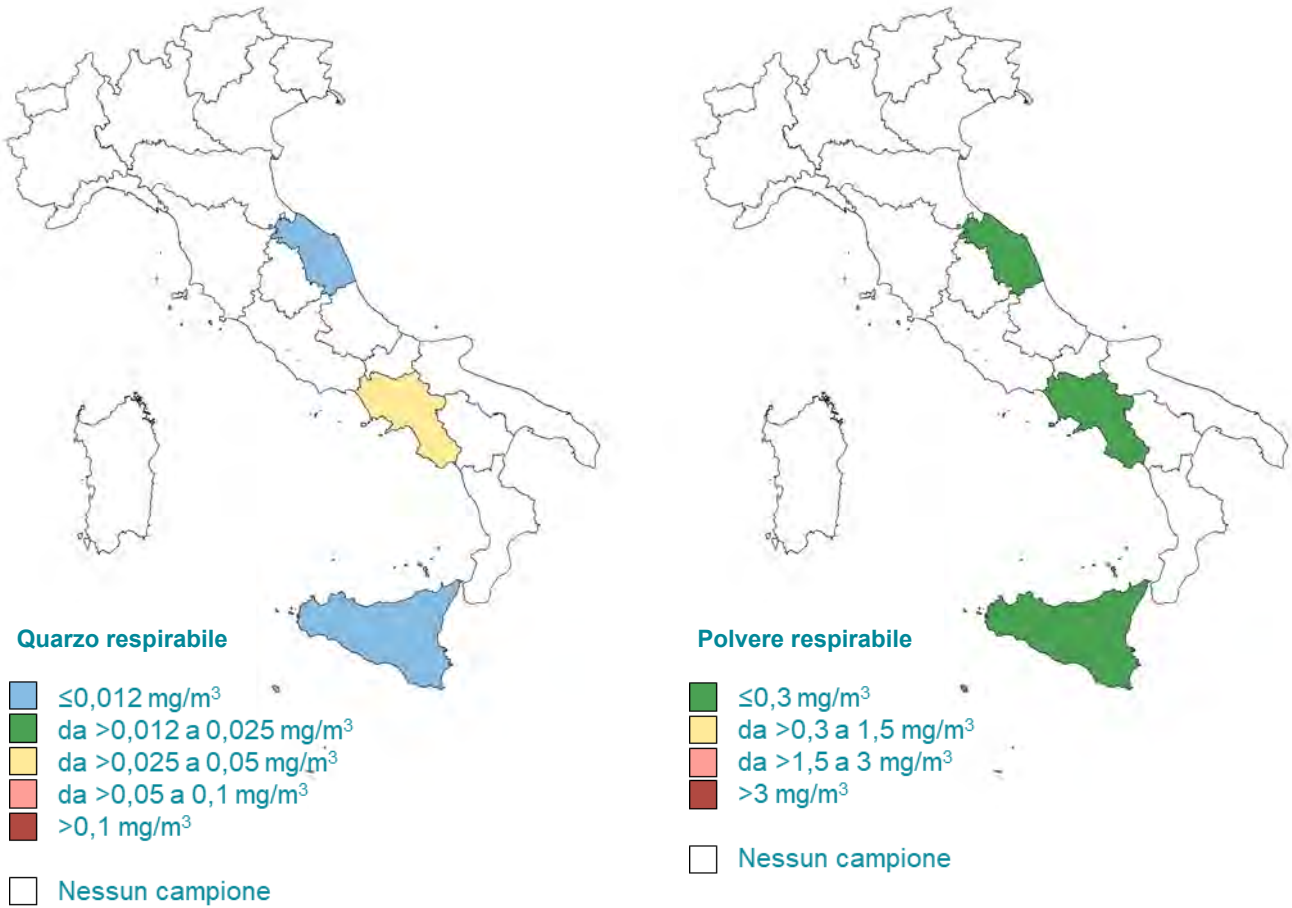 Quarzo respirabile
≤0,012 mg/m³
da >0,012 a 0,025 mg/m³
da >0,025 a 0,05 mg/m³
da >0,05 a 0,1 mg/m³
>0,1 mg/m³
Nessun campione
Polvere respirabile
≤0,3 mg/m³
da >0,3 a 1,5 mg/m³
da >1,5 a 3 mg/m³
>3 mg/m³
Nessun campione